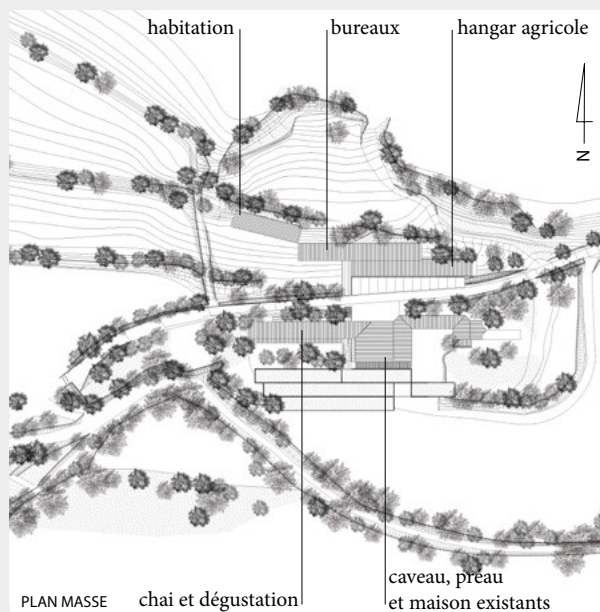 habitation
bureaux
hangar agricole
N
PLAN MASSE
chai et dégustation
caveau, préau
et maison existants